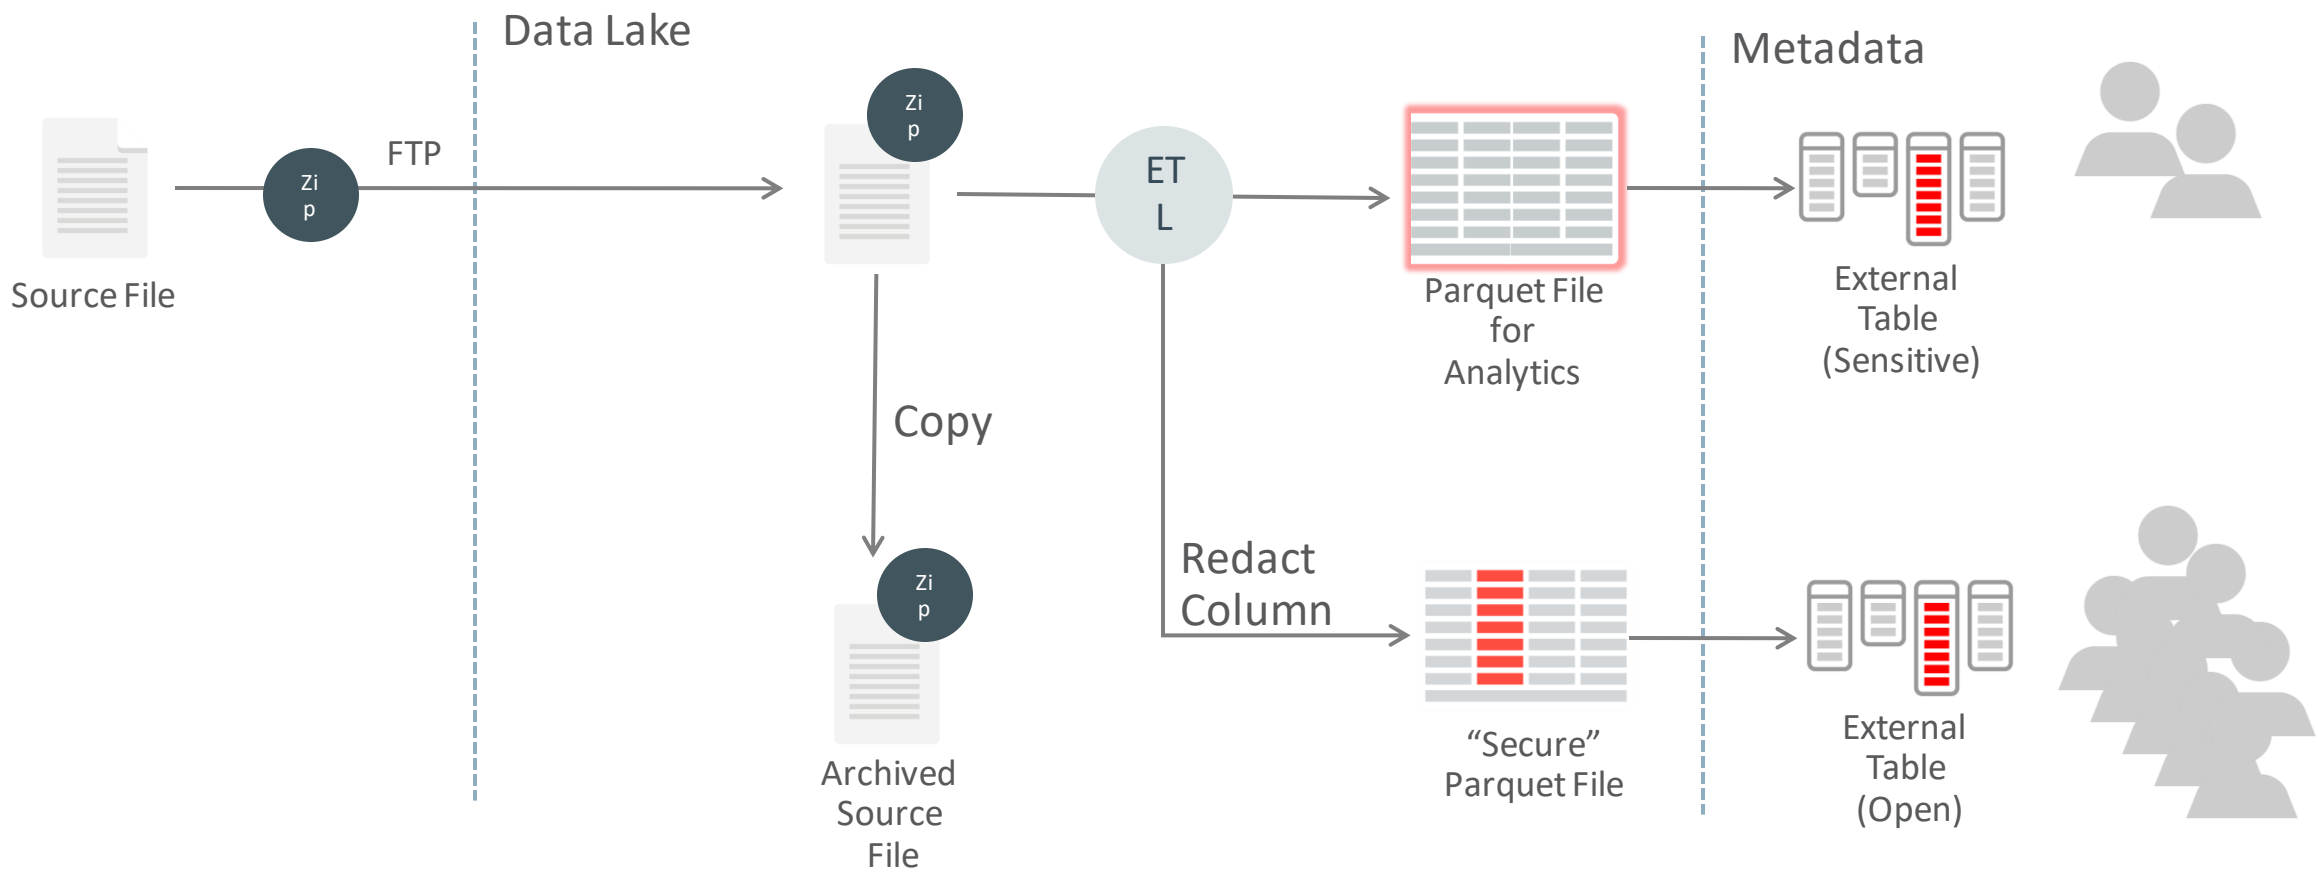 Data Lake
Metadata
Zi
p
FTP
Zi
p
ET
L
Source File
Parquet File
for
Analytics
External
Table
(Sensitive)
Copy
Redact
Column
Zi
p
Archived
Source
File
“Secure”
Parquet File
External
Table
(Open)